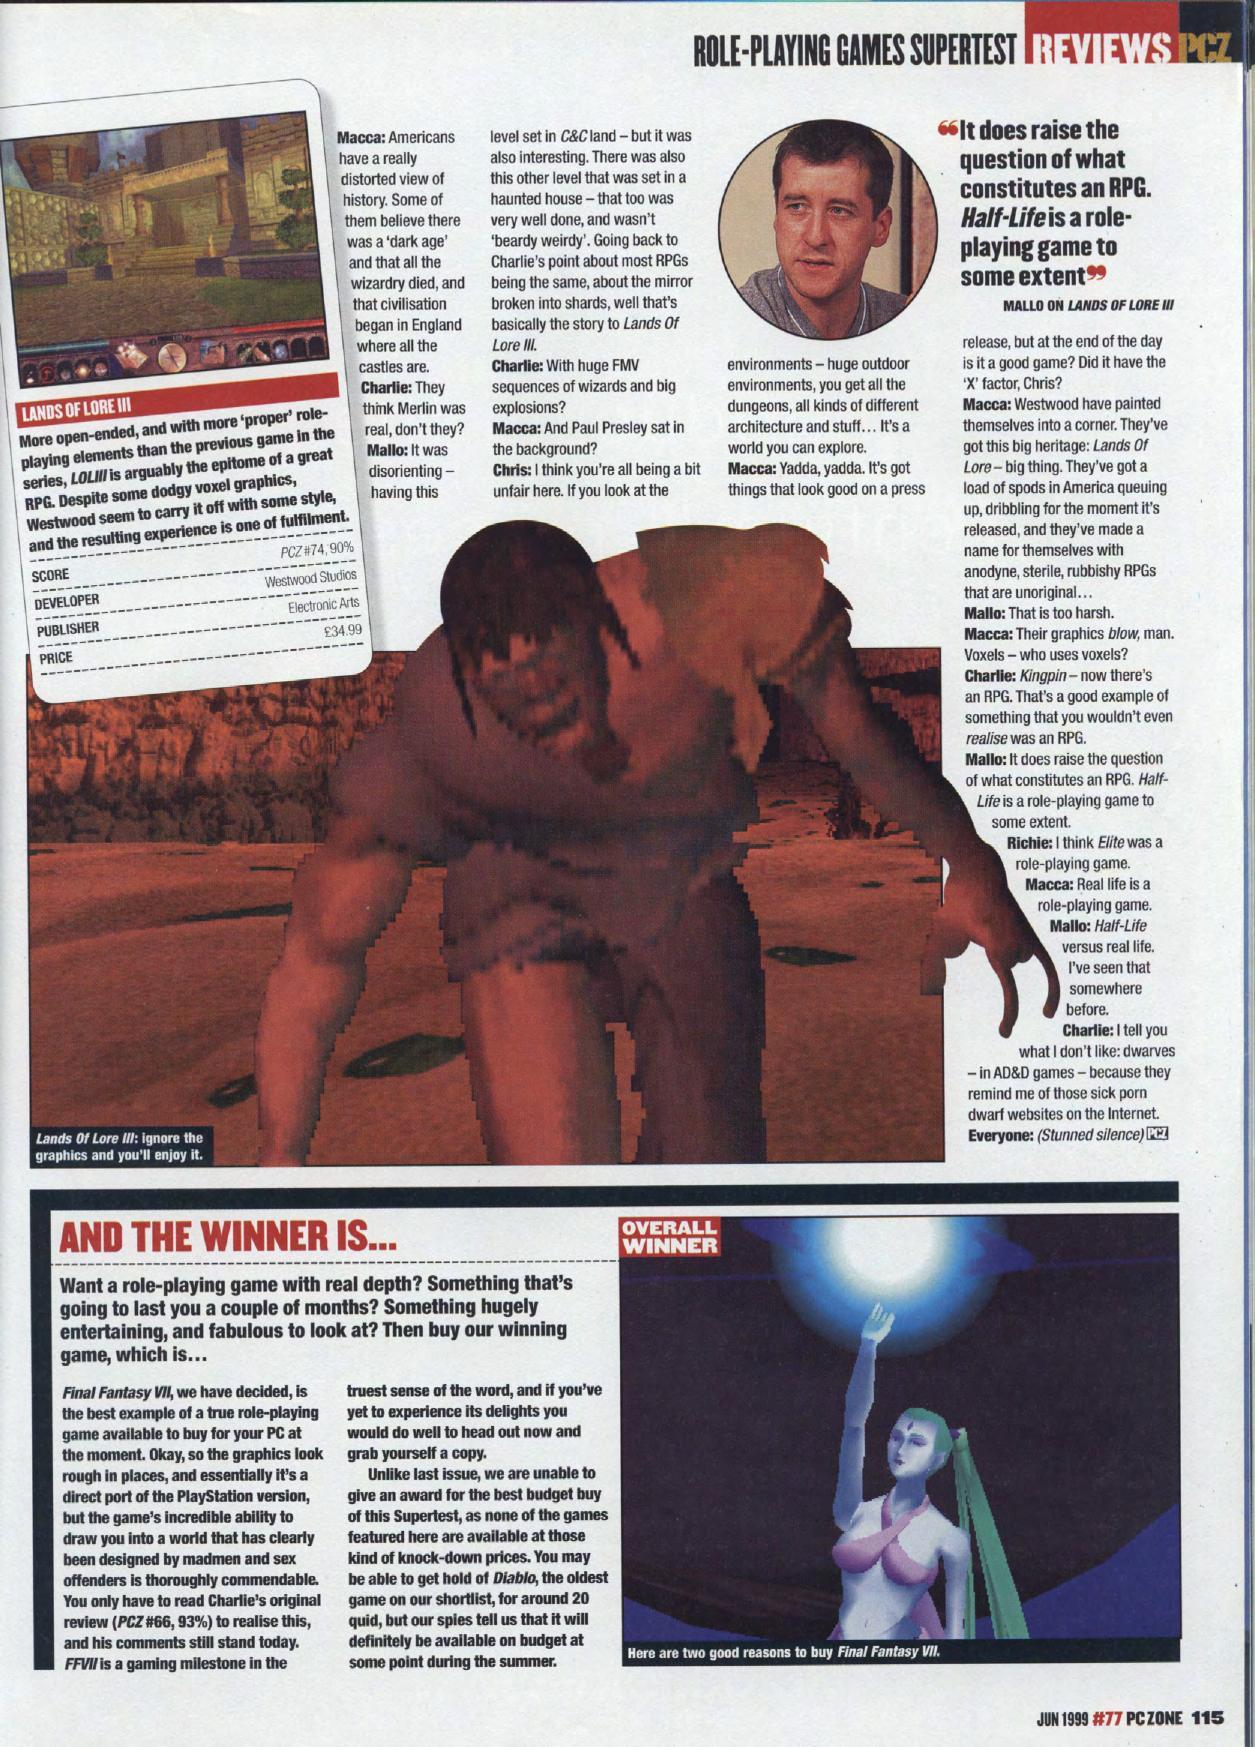 ROLE-PLAYING GAMES SUPERTEST REVIEWS PCZ
LANDS OF LORE III
More open-ended, and with more ‘proper’ role-
playing elements than the previous game in the
series, LOLIII is arguably the epitome of a great
RPG. Despite some dodgy voxel graphics,
Westwood seem to carry it off with some style,
and the resulting experience is one of fulfilment.
SCORE PCZ #74, 90%
DEVELOPER Westwood Studios
PUBLISHER Electronic Arts
PRICE £34.99
Macca: Americans
have a really
distorted view of
history. Some of
them believe there
was a ‘dark age’
and that all the
wizardry died, and
that civilisation
began in England
where all the
castles are.
Charlie: They
think Merlin was
real, don’t they?
Mallo: It was
disorienting –
having this
level set in C&C land – but it was
also interesting. There was also
this other level that was set in a
haunted house – that too was
very well done, and wasn’t
‘beardy weirdy’. Going back to
Charlie’s point about most RPGs
being the same, about the mirror
broken into shards, well that’s
basically the story to Lands Of
Lore III.
Charlie: With huge FMV
sequences of wizards and big
explosions?
Macca: And Paul Presley sat in
the background?
Chris: I think you’re all being a bit
unfair here. If you look at the
environments – huge outdoor
environments, you get all the
dungeons, all kinds of different
architecture and stuff... It’s a
world you can explore.
Macca: Yadda, yadda. It’s got
things that look good on a press
“It does raise the
question of what
constitutes an RPG.
Half-Life is a role-
playing game to
some extent”
MALLO ON LANDS OF LORE III
release, but at the end of the day
is it a good game? Did it have the
‘X’ factor, Chris?
Macca: Westwood have painted
themselves into a corner. They’ve
got this big heritage: Lands Of
Lore – big thing. They’ve got a
load of spods in America queuing
up, dribbling for the moment it’s
released, and they’ve made a
name for themselves with
anodyne, sterile, rubbishy RPGs
that are unoriginal...
Mallo: That is too harsh.
Macca: Their graphics blow, man.
Voxels – who uses voxels?
Charlie: Kingpin – now there’s
an RPG. That’s a good example of
something that you wouldn’t even
realise was an RPG.
Mallo: It does raise the question
of what constitutes an RPG. Half-
Life is a role-playing game to
some extent.
Richie: I think Elite was a
role-playing game.
Macca: Real life is a
role-playing game.
Mallo: Half-Life
versus real life.
I’ve seen that
somewhere
before.
Charlie: I tell you
what I don’t like: dwarves
– in AD&D games – because they
remind me of those sick porn
dwarf websites on the Internet.
Everyone: (Stunned silence) PCZ
Lands Of Lore III: ignore the
graphics and you’ll enjoy it.
AND THE WINNER IS...
Want a role-playing game with real depth? Something that’s
going to last you a couple of months? Something hugely
entertaining, and fabulous to look at? Then buy our winning
game, which is...
Final Fantasy VII, we have decided, is
the best example of a true role-playing
game available to buy for your PC at
the moment. Okay, so the graphics look
rough in places, and essentially it’s a
direct port of the PlayStation version,
but the game’s incredible ability to
draw you into a world that has clearly
been designed by madmen and sex
offenders is thoroughly commendable.
You only have to read Charlie’s original
review (PCZ #66, 93%) to realise this,
and his comments still stand today.
FFVII is a gaming milestone in the
truest sense of the word, and if you’ve
yet to experience its delights you
would do well to head out now and
grab yourself a copy.
Unlike last issue, we are unable to
give an award for the best budget buy
of this Supertest, as none of the games
featured here are available at those
kind of knock-down prices. You may
be able to get hold of Diablo, the oldest
game on our shortlist, for around 20
quid, but our spies tell us that it will
definitely be available on budget at
some point during the summer.
OVERALL
WINNER
Here are two good reasons to buy Final Fantasy VII.
JUN 1999 #77 PC ZONE 115